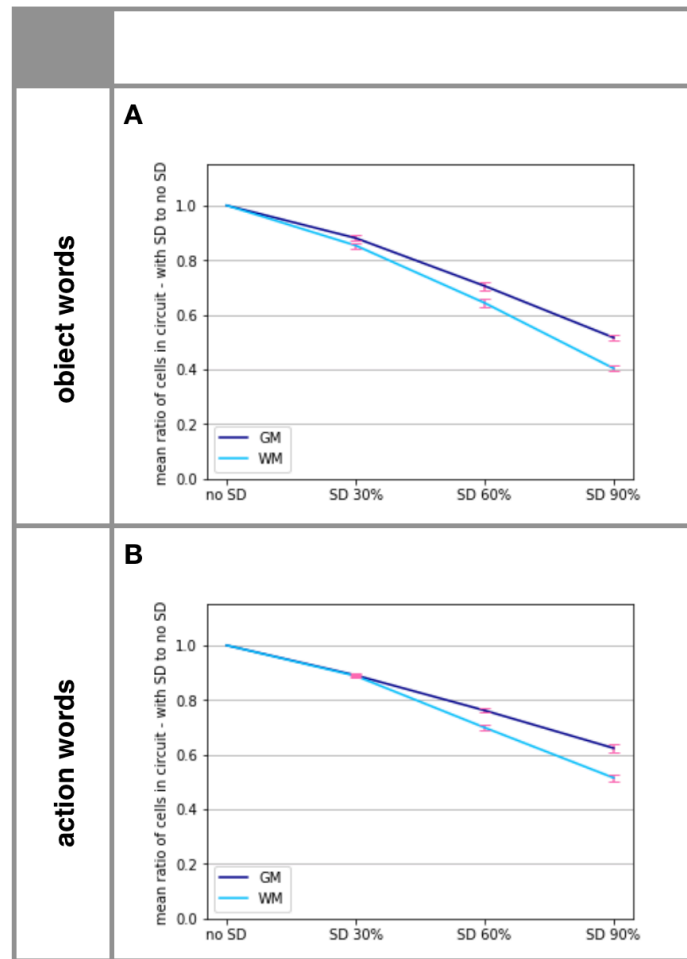 A
object words
mean ratio of cells in circuit - with SD to no SD
1.0
0.8
0.6
0.4
0.2
0.0
GM
WM
no SD SD 30% SD 60% SD 90%
B
action words
mean ratio of cells in circuit - with SD to no SD
1.0
0.8
0.6
0.4
0.2
0.0
GM
WM
no SD SD 30% SD 60% SD 90%